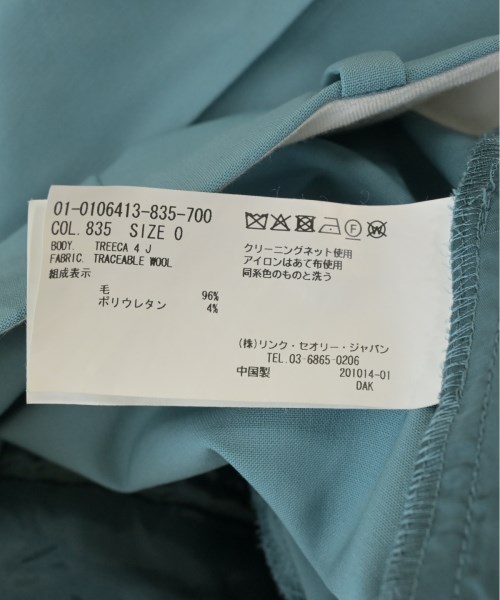 01-0106413-835-700
COL. 835 SIZE 0
BODY. TREECA 4 J
FABRIC. TRACEABLE WOOL
組成表示
毛 96%
ポリウレタン 4%
クリーニングネット使用
アイロンはあて布使用
同系色のものと洗う
(株)リンク・セオリー・ジャパン
TEL.03-6865-0206
中国製 201014-01
DAK